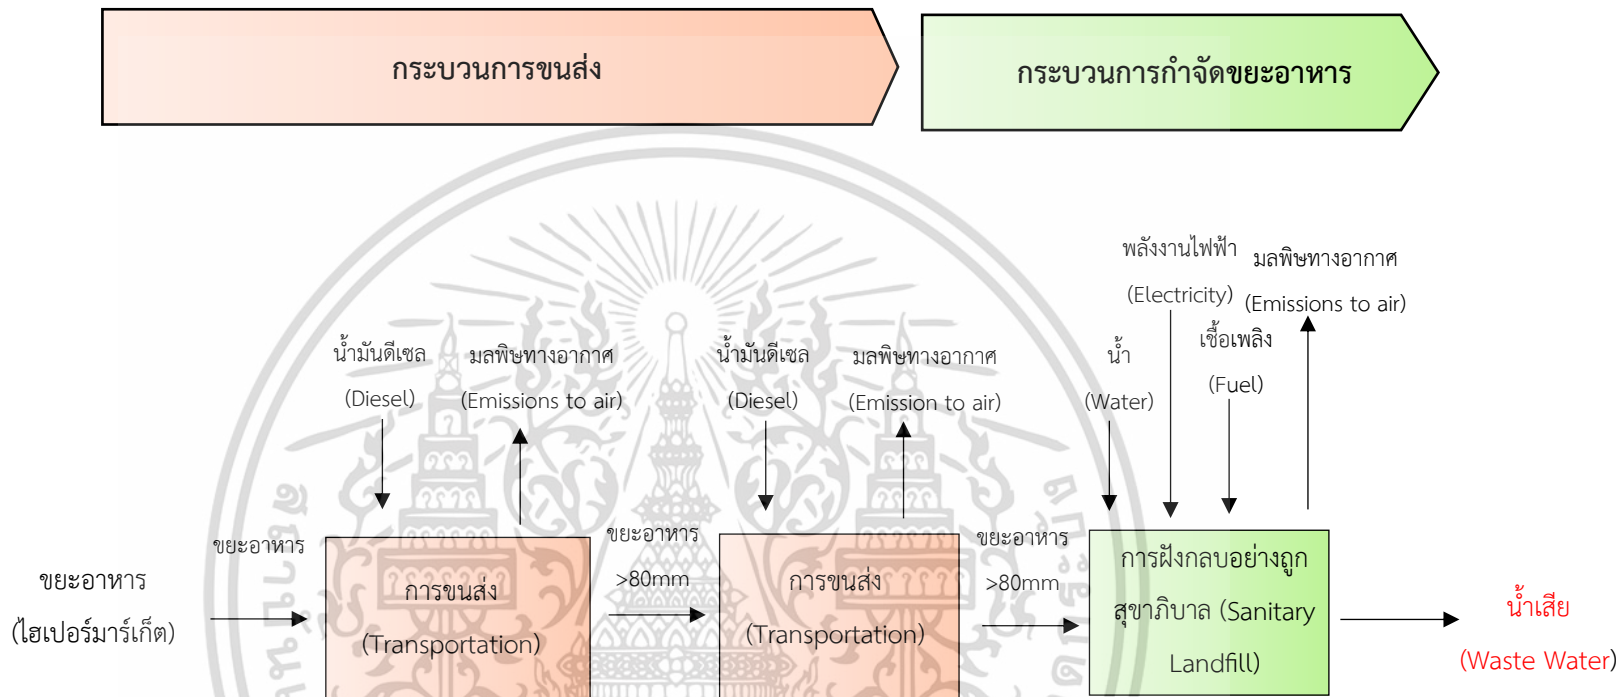 กระบวนการขนส่ง
กระบวนการกำจัดขยะอาหาร
พลังงานไฟฟ้า
(Electricity)
มลพิษทางอากาศ
(Emissions to air)
น้ำมันดีเซล
(Diesel)
มลพิษทางอากาศ
(Emissions to air)
น้ำมันดีเซล
(Diesel)
มลพิษทางอากาศ
(Emission to air)
น้ำ
(Water)
เชื้อเพลิง
(Fuel)
ขยะอาหาร
(ไฮเปอร์มาร์เก็ต)
ขยะอาหาร
การขนส่ง
(Transportation)
ขยะอาหาร
>80mm
การขนส่ง
(Transportation)
ขยะอาหาร
>80mm
การฝังกลบอย่างถูก
สุขาภิบาล (Sanitary
Landfill)
น้ำเสีย
(Waste Water)